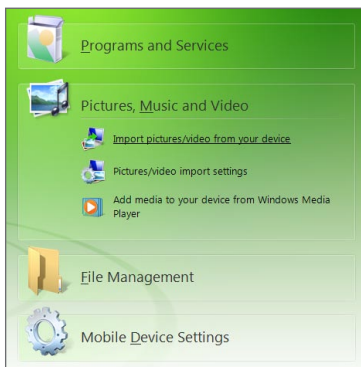 Programs and Services
Pictures, Music and Video
Import pictures/video from your device
Pictures/video import settings
Add media to your device from Windows Media
Player
File Management
Mobile Device Settings